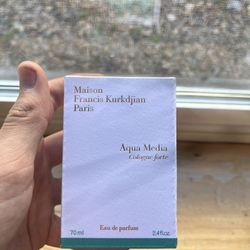 Maison
Francis Kurkdjian
Paris
Aqua Media
Cologne forte
Eau de parfum
70 ml
2.4 fl.oz.